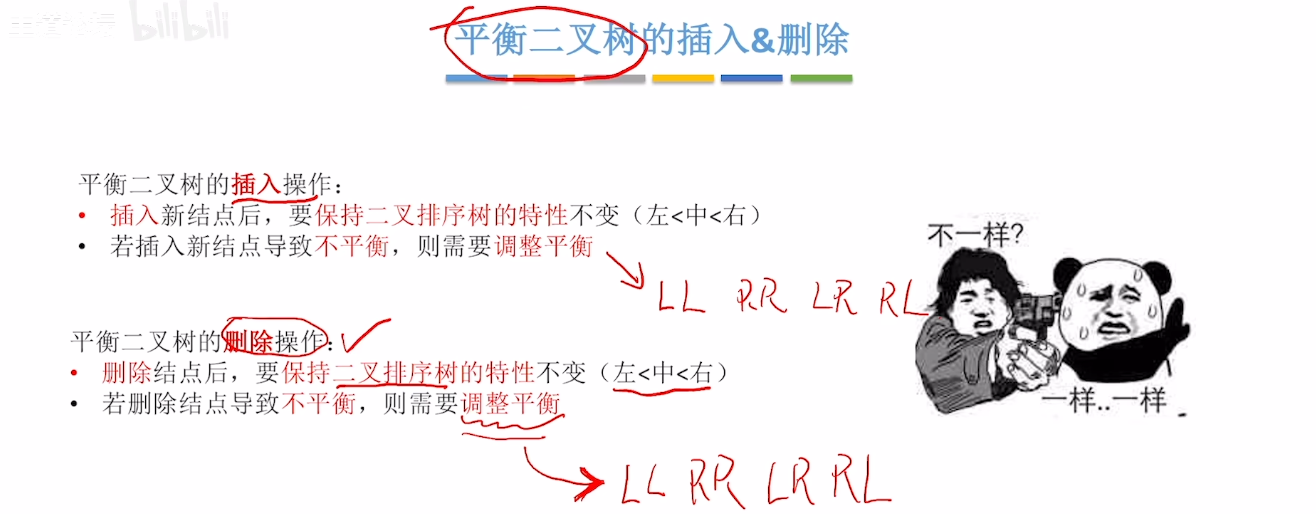 bilibili
平衡二叉树的插入&删除
平衡二叉树的插入操作：
• 插入新结点后，要保持二叉排序树的特性不变（左<中<右）
• 若插入新结点导致不平衡，则需要调整平衡
LL RR LR RL
不一样?
一样..一样
平衡二叉树的删除操作：
• 删除结点后，要保持二叉排序树的特性不变（左<中<右）
• 若删除结点导致不平衡，则需要调整平衡
LL RR LR RL